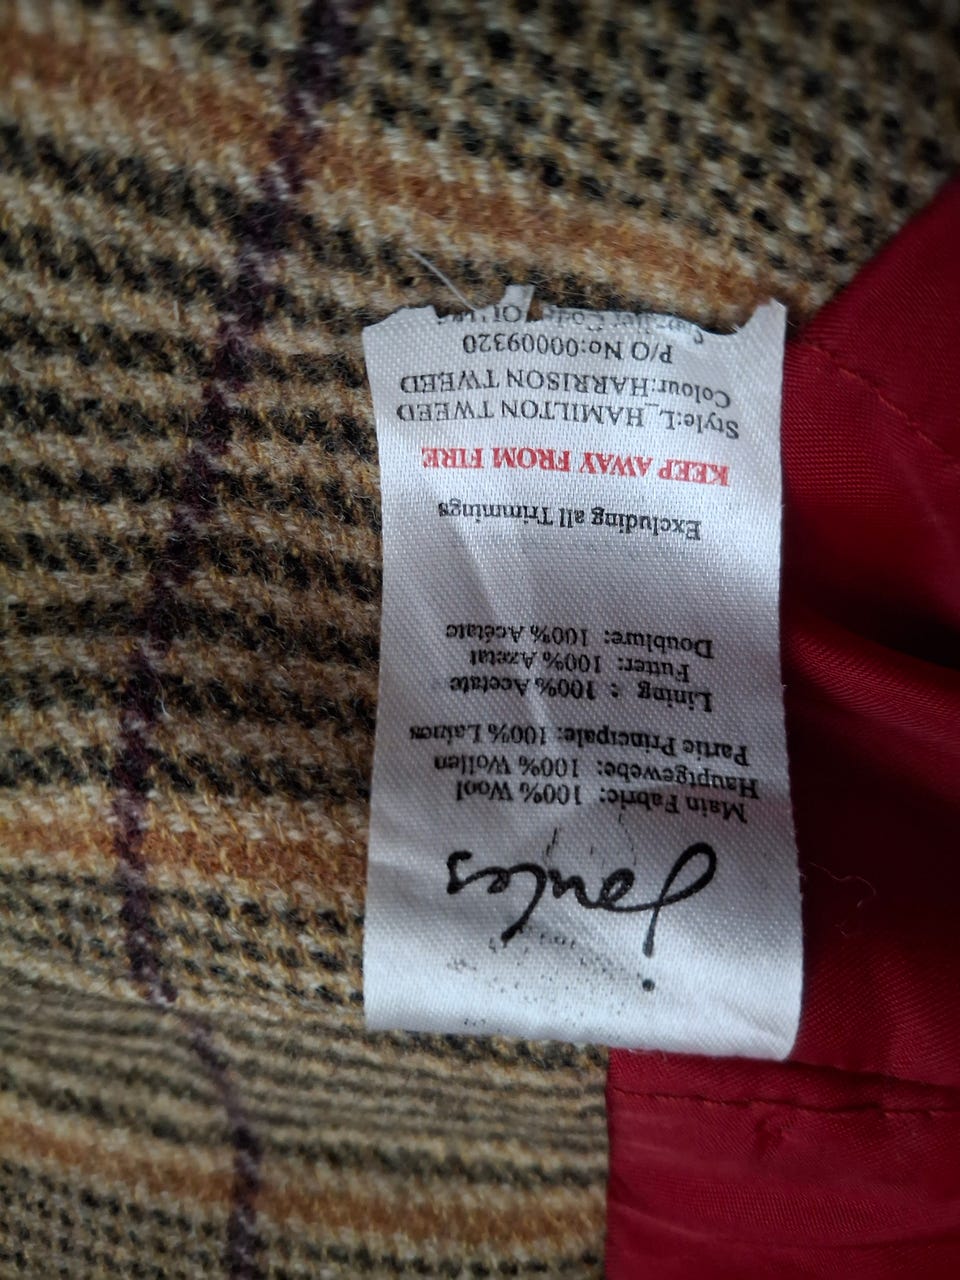 Joules
Main Fabric: 100% Wool
Hauptgewebe: 100% Wollen
Partie Principale: 100% Laines
Lining : 100% Acetate
Futter: 100% Azetat
Doublure: 100% Acétate
Excluding all Trimmings
KEEP AWAY FROM FIRE
Style:L_HAMILTON TWEED
Colour:HARRISON TWEED
P/O No:00009320